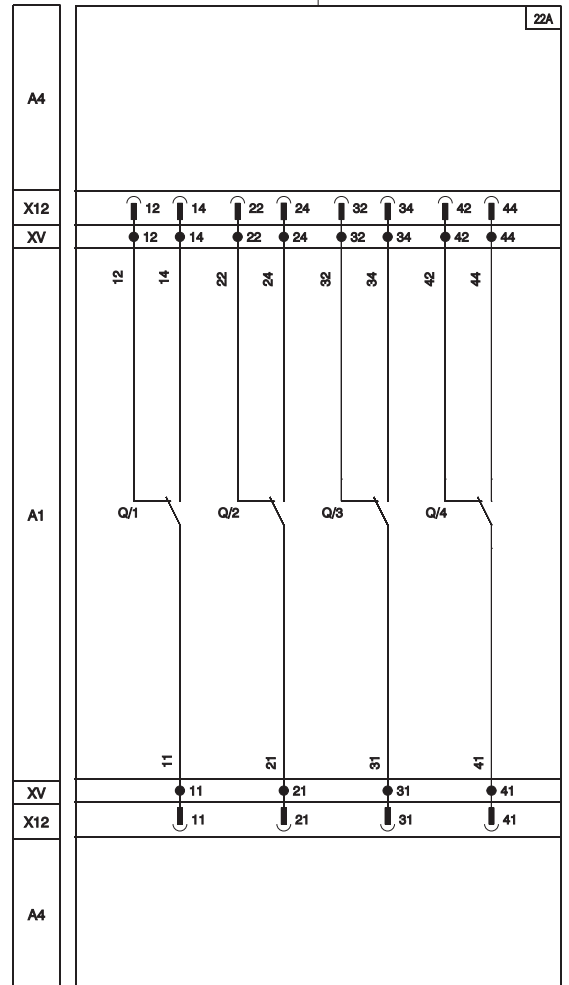 22A
A4
X12 12 14 22 24 32 34 42 44
XV 12 14 22 24 32 34 42 44
12 14 22 24 32 34 42 44
A1 Q/1 Q/2 Q/3 Q/4
11 21 31 41
XV 11 21 31 41
X12 11 21 31 41
A4